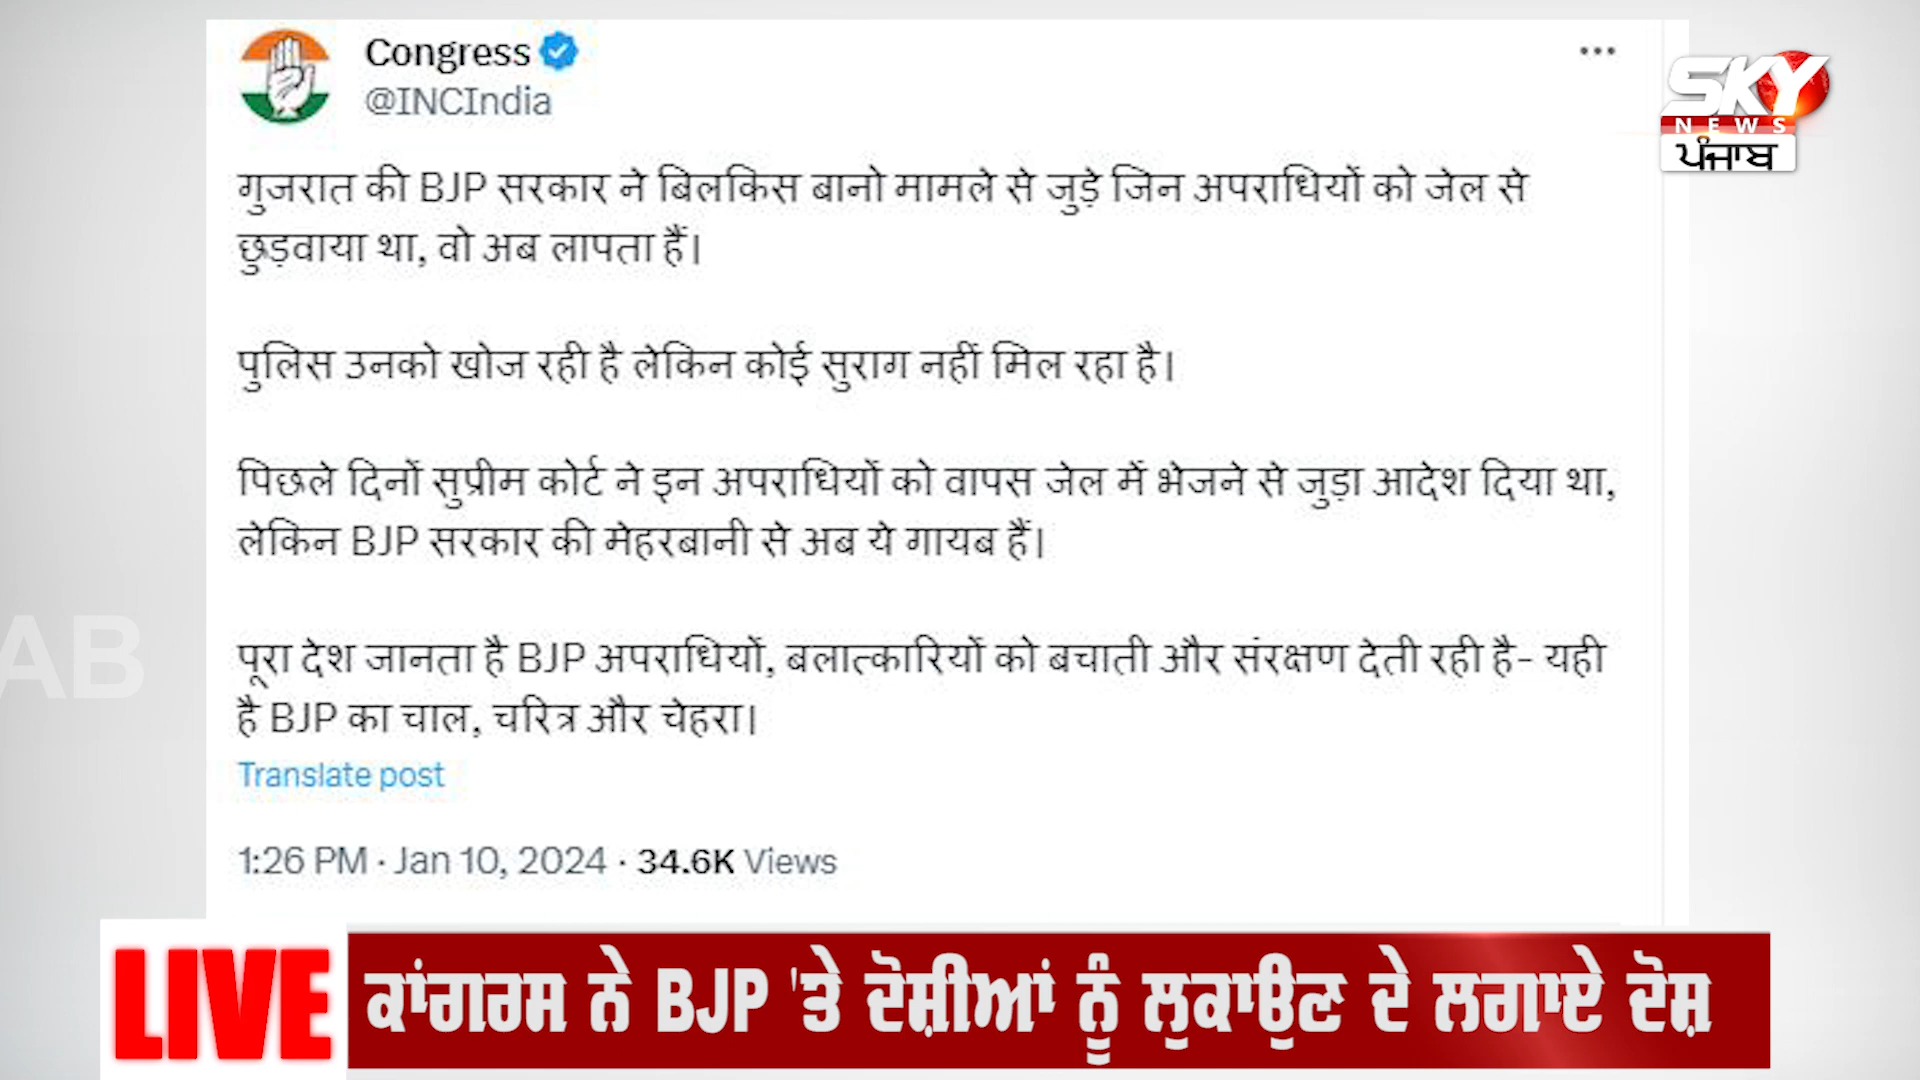 Congress
@INCIndia
SKY
NEWS
ਪੰਜਾਬ
गुजरात की BJP सरकार ने बिलकिस बानो मामले से जुड़े जिन अपराधियों को जेल से
छुड़वाया था, वो अब लापता हैं।
पुलिस उनको खोज रही है लेकिन कोई सुराग नहीं मिल रहा है।
पिछले दिनों सुप्रीम कोर्ट ने इन अपराधियों को वापस जेल में भेजने से जुड़ा आदेश दिया था,
लेकिन BJP सरकार की मेहरबानी से अब ये गायब हैं।
पूरा देश जानता है BJP अपराधियों, बलात्कारियों को बचाती और संरक्षण देती रही है- यही
है BJP का चाल, चरित्र और चेहरा।
AB
Translate post
1:26 PM · Jan 10, 2024 · 34.6K Views
LIVE
ਕਾਂਗਰਸ ਨੇ BJP 'ਤੇ ਦੋਸ਼ੀਆਂ ਨੂੰ ਲੁਕਾਉਣ ਦੇ ਲਗਾਏ ਦੋਸ਼